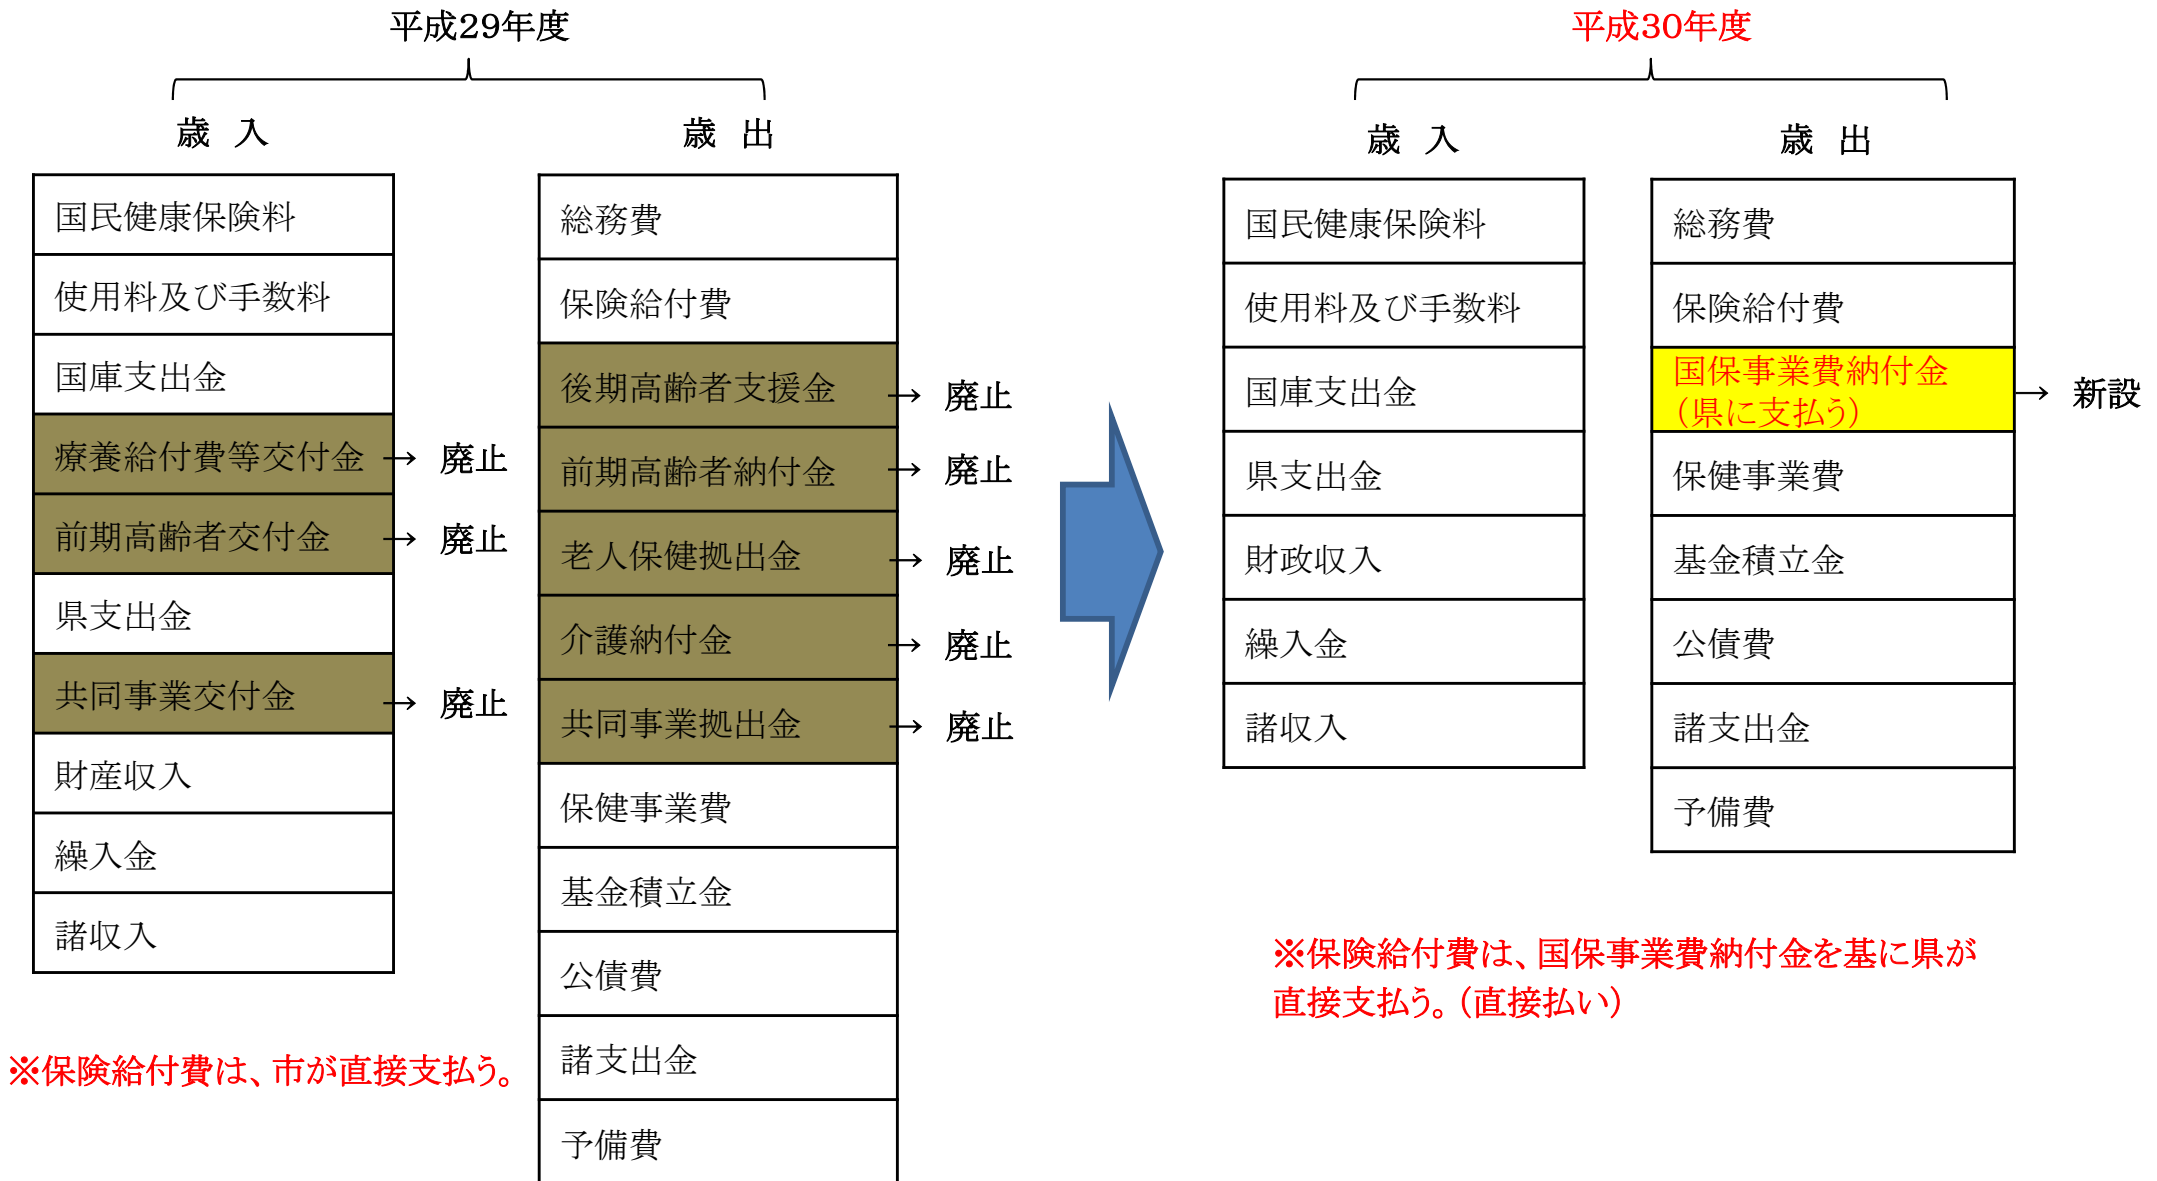 平成29年度
歳 入
国民健康保険料
使用料及び手数料
国庫支出金
療養給付費等交付金 → 廃止
前期高齢者交付金 → 廃止
県支出金
共同事業交付金 → 廃止
財産収入
繰入金
諸収入
※保険給付費は、市が直接支払う。
歳 出
総務費
保険給付費
後期高齢者支援金 → 廃止
前期高齢者納付金 → 廃止
老人保健拠出金 → 廃止
介護納付金 → 廃止
共同事業拠出金 → 廃止
保健事業費
基金積立金
公債費
諸支出金
予備費
平成30年度
歳 入
国民健康保険料
使用料及び手数料
国庫支出金
県支出金
財政収入
繰入金
諸収入
歳 出
総務費
保険給付費
国保事業費納付金
（県に支払う） → 新設
保健事業費
基金積立金
公債費
諸支出金
予備費
※保険給付費は、国保事業費納付金を基に県が
直接支払う。（直接払い）